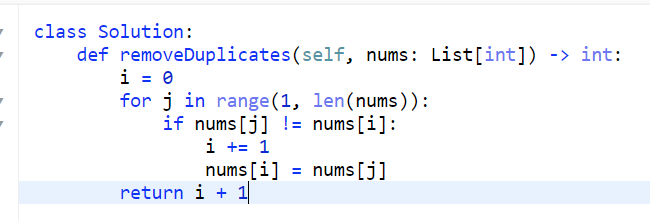 class Solution:
    def removeDuplicates(self, nums: List[int]) -> int:
        i = 0
        for j in range(1, len(nums)):
            if nums[j] != nums[i]:
                i += 1
                nums[i] = nums[j]
        return i + 1